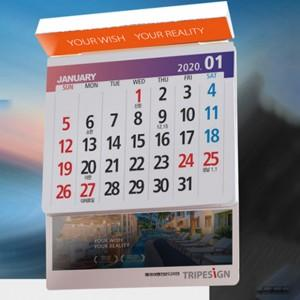 YOUR WISH YOUR REALITY
JANUARY 2020. 01
SUN MON TUE WED THU FRI SAT
1 2 3 4
5 6 7 8 9 10 11
12 13 14 15 16 17 18
19 20 21 22 23 24 25
26 27 28 29 30 31
YOUR WISH
YOUR REALITY
TRIPESiGN